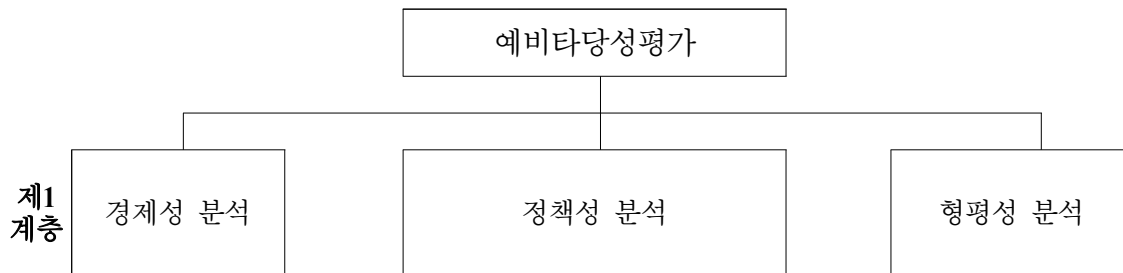 예비타당성평가
제1
계층
경제성 분석
정책성 분석
형평성 분석